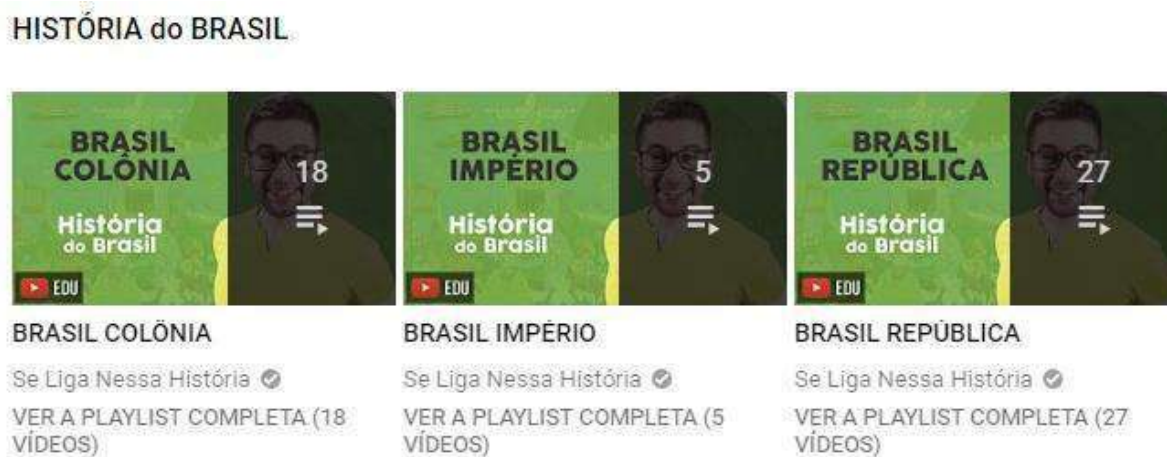 HISTÓRIA do BRASIL
BRASIL
COLÔNIA
18
História
do Brasil
EDU
BRASIL
IMPÉRIO
5
História
do Brasil
EDU
BRASIL
REPÚBLICA
27
História
do Brasil
EDU
BRASIL COLÔNIA
Se Liga Nessa História
VER A PLAYLIST COMPLETA (18
VÍDEOS)
BRASIL IMPÉRIO
Se Liga Nessa História
VER A PLAYLIST COMPLETA (5
VÍDEOS)
BRASIL REPÚBLICA
Se Liga Nessa História
VER A PLAYLIST COMPLETA (27
VÍDEOS)